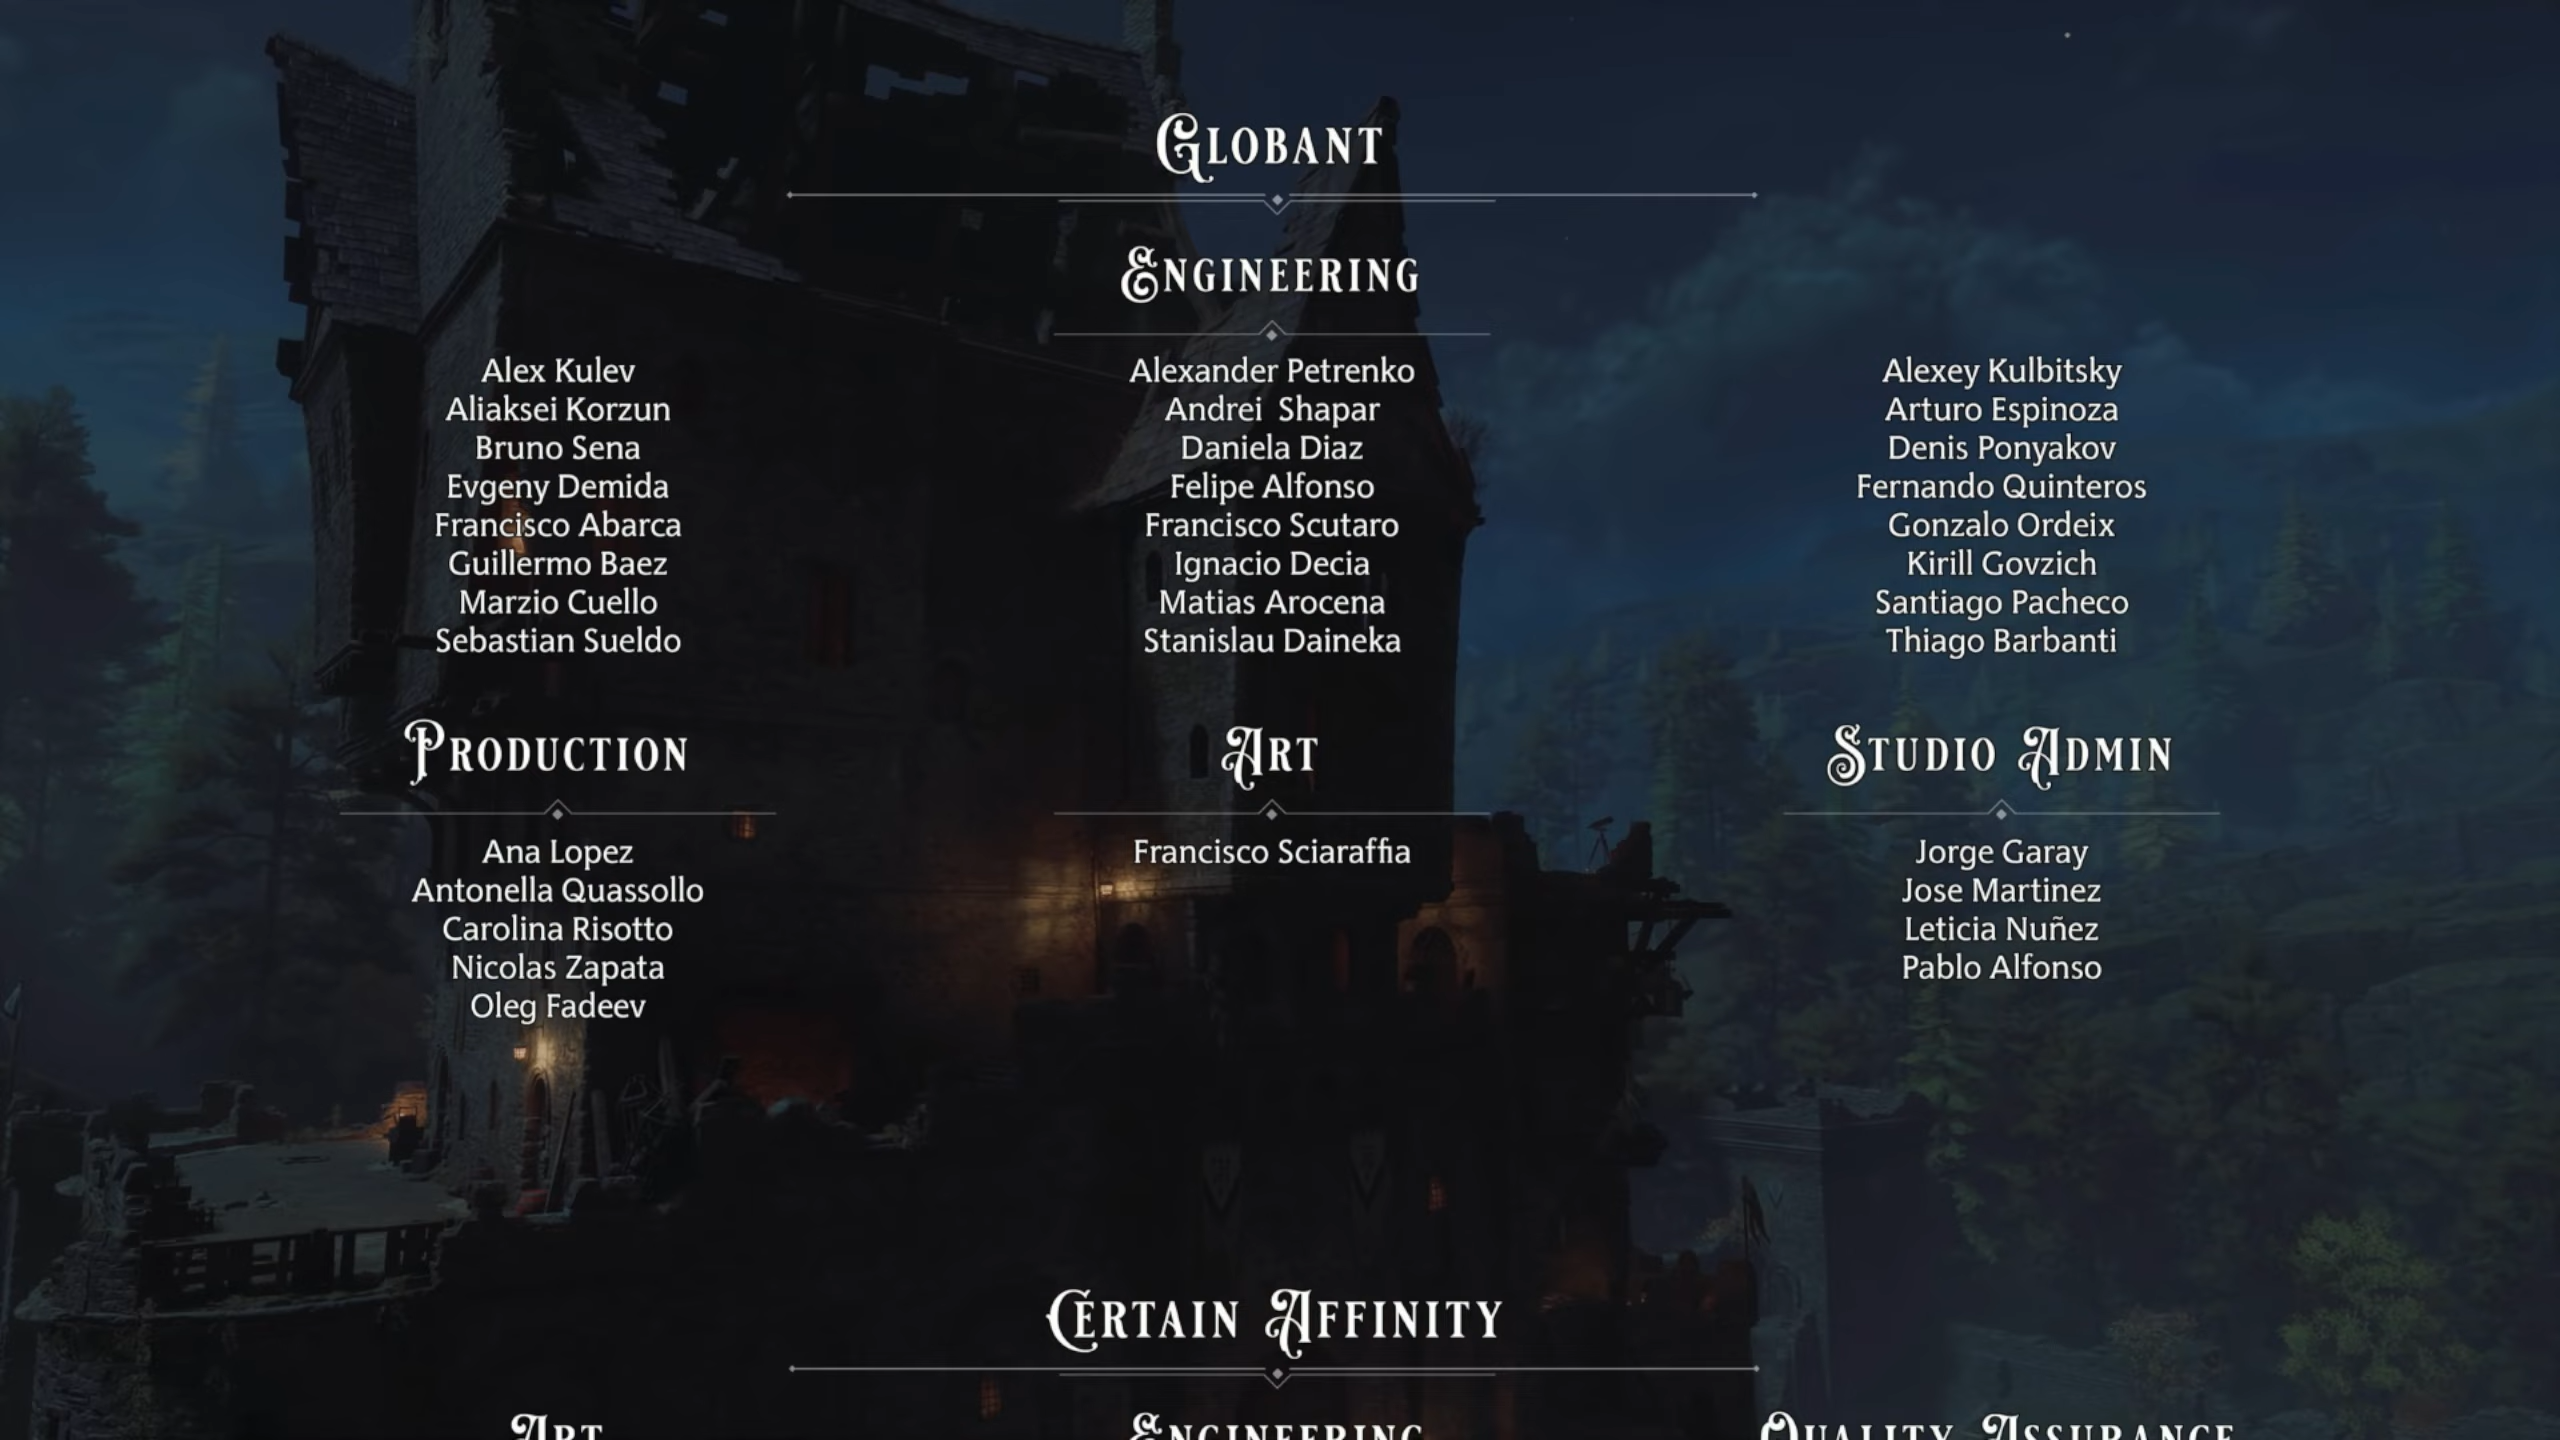 Globant
Engineering
Alex Kulev
Aliaksei Korzun
Bruno Sena
Evgeny Demida
Francisco Abarca
Guillermo Baez
Marzio Cuello
Sebastian Sueldo
Alexander Petrenko
Andrei  Shapar
Daniela Diaz
Felipe Alfonso
Francisco Scutaro
Ignacio Decia
Matias Arocena
Stanislau Daineka
Alexey Kulbitsky
Arturo Espinoza
Denis Ponyakov
Fernando Quinteros
Gonzalo Ordeix
Kirill Govzich
Santiago Pacheco
Thiago Barbanti
Production
Ana Lopez
Antonella Quassollo
Carolina Risotto
Nicolas Zapata
Oleg Fadeev
Art
Francisco Sciaraffia
Studio Admin
Jorge Garay
Jose Martinez
Leticia Nuñez
Pablo Alfonso
Certain Affinity
Art
Engineering
Quality Assurance